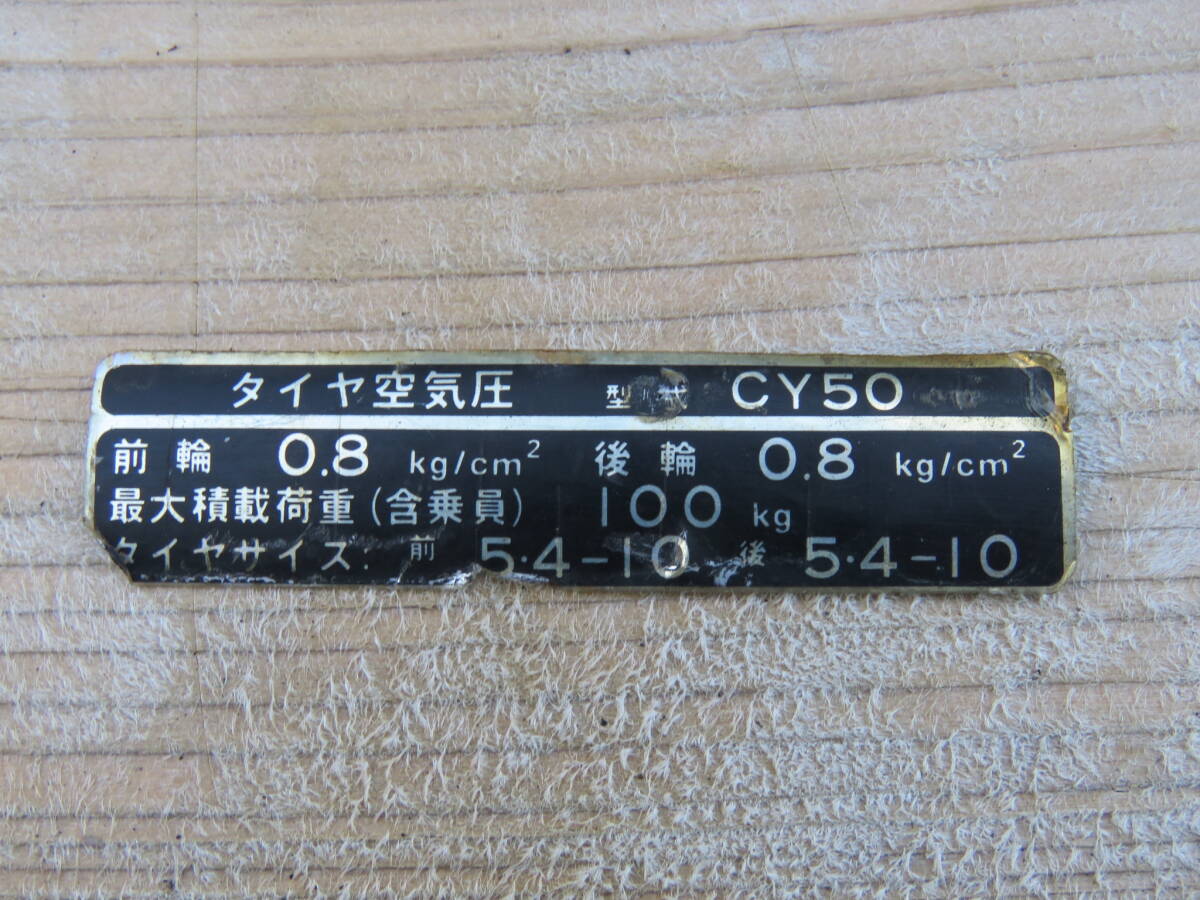 タイヤ空気圧 型式 CY50
前輪 0.8 kg/cm² 後輪 0.8 kg/cm²
最大積載荷重(含乗員) 100 kg
タイヤサイズ. 前 5·4-10 後 5·4-10